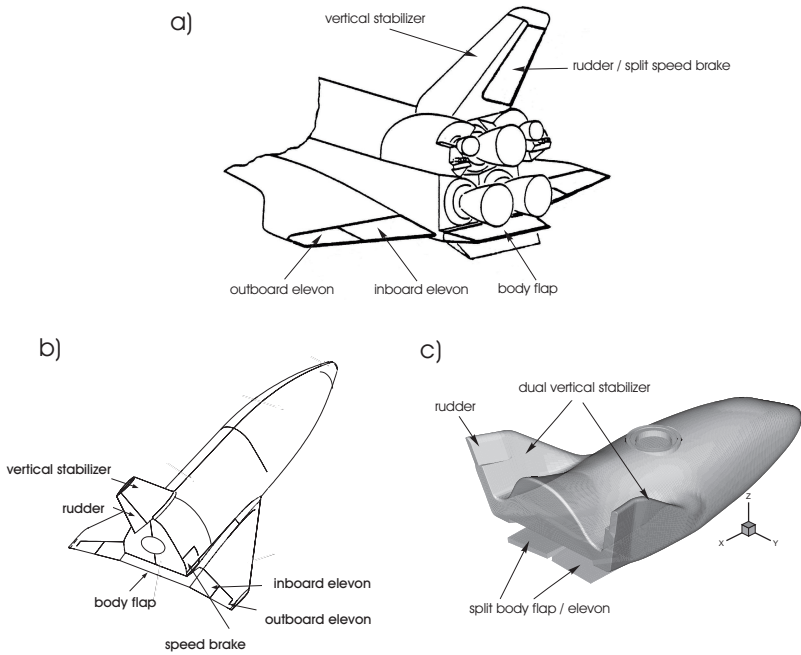 a)
vertical stabilizer
rudder / split speed brake
outboard elevon
inboard elevon
body flap
b)
vertical stabilizer
rudder
body flap
speed brake
inboard elevon
outboard elevon
c)
dual vertical stabilizer
rudder
split body flap / elevon
Z
X
Y